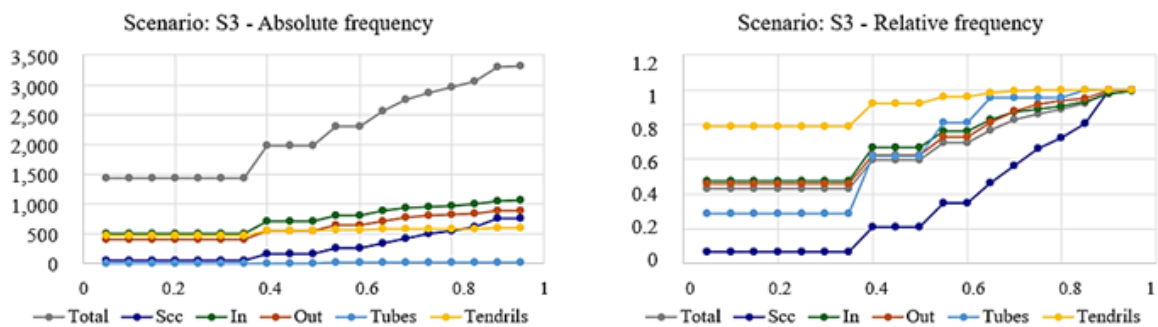 Scenario: S3 - Absolute frequency
3,500
3,000
2,500
2,000
1,500
1,000
500
0
0 0.2 0.4 0.6 0.8 1
Total Scc In Out Tubes Tendrils
Scenario: S3 - Relative frequency
1.2
1
0.8
0.6
0.4
0.2
0
0 0.2 0.4 0.6 0.8 1
Total Scc In Out Tubes Tendrils